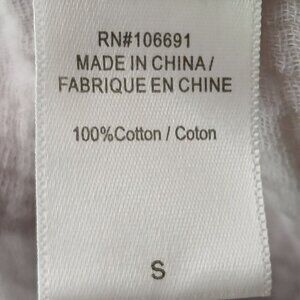 RN#106691
MADE IN CHINA/
FABRIQUE EN CHINE
100%Cotton / Coton
S